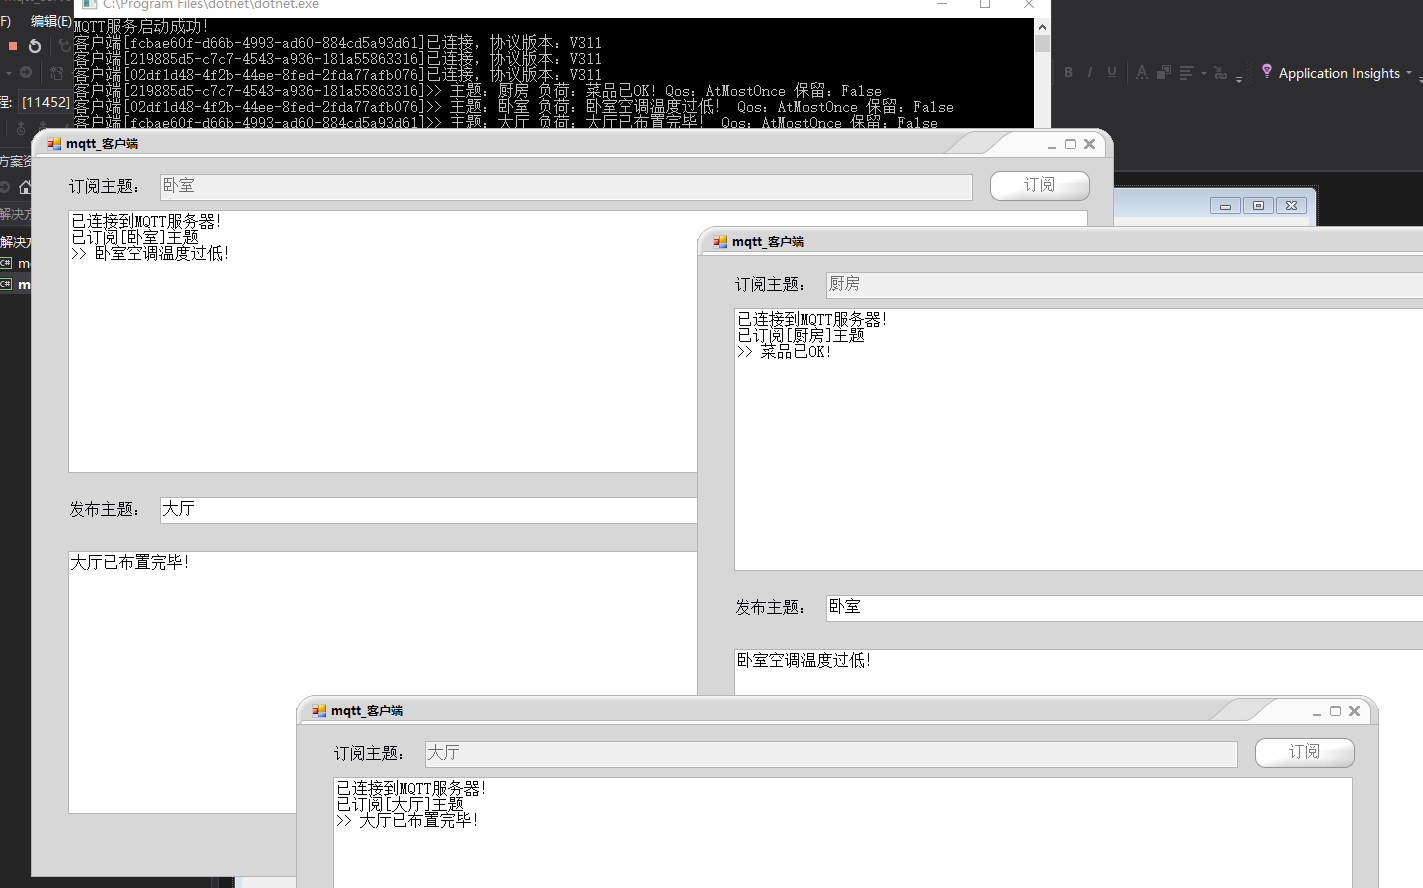 C:\Program Files\dotnet\dotnet.exe
F) 编辑(E)
MQTT服务启动成功!
客户端[fcbae60f-d66b-4993-ad60-884cd5a93d61]已连接，协议版本：V311
客户端[219885d5-c7c7-4543-a936-181a55863316]已连接，协议版本：V311
客户端[02df1d48-4f2b-44ee-8fed-2fda77afb076]已连接，协议版本：V311
客户端[219885d5-c7c7-4543-a936-181a55863316]>> 主题：厨房 负荷：菜品已OK! Qos：AtMostOnce 保留：False
客户端[02df1d48-4f2b-44ee-8fed-2fda77afb076]>> 主题：卧室 负荷：卧室空调温度过低! Qos：AtMostOnce 保留：False
客户端[fcbae60f-d66b-4993-ad60-884cd5a93d61]>> 主题：大厅 负荷：大厅已布置完毕! Qos：AtMostOnce 保留：False
B I U A Application Insights
程: [11452]
方案资
解决方
解决方
C# m
C# m
mqtt_客户端
订阅主题： 卧室 订阅
已连接到MQTT服务器!
已订阅[卧室]主题
>> 卧室空调温度过低!
发布主题： 大厅
大厅已布置完毕!
mqtt_客户端
订阅主题： 厨房
已连接到MQTT服务器!
已订阅[厨房]主题
>> 菜品已OK!
发布主题： 卧室
卧室空调温度过低!
mqtt_客户端
订阅主题： 大厅 订阅
已连接到MQTT服务器!
已订阅[大厅]主题
>> 大厅已布置完毕!